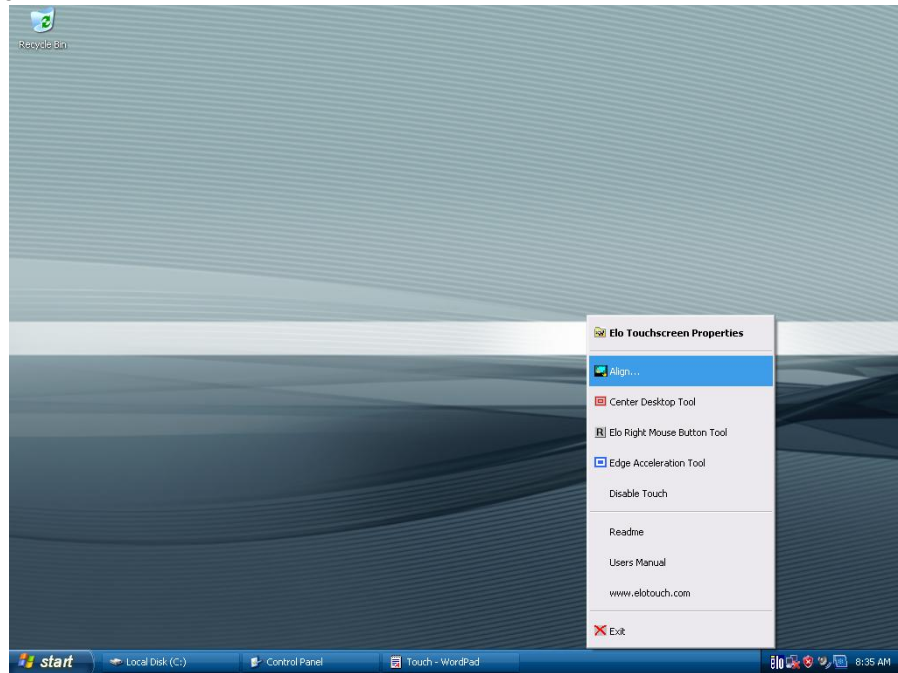 Recycle Bin
Elo Touchscreen Properties
Align...
Center Desktop Tool
R Elo Right Mouse Button Tool
Edge Acceleration Tool
Disable Touch
Readme
Users Manual
www.elotouch.com
Exit
start
Local Disk (C:)
Control Panel
Touch - WordPad
elo
8:35 AM